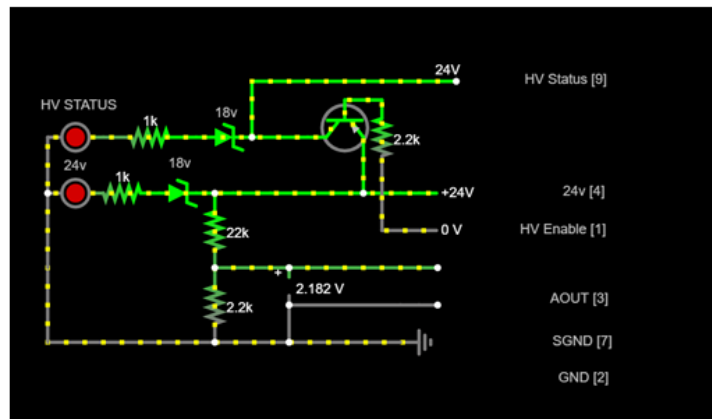 24V
HV Status [9]
HV STATUS
1k
18v
2.2k
24v
1k
18v
+24V
24v [4]
22k
0 V
HV Enable [1]
+
2.182 V
AOUT [3]
2.2k
SGND [7]
GND [2]